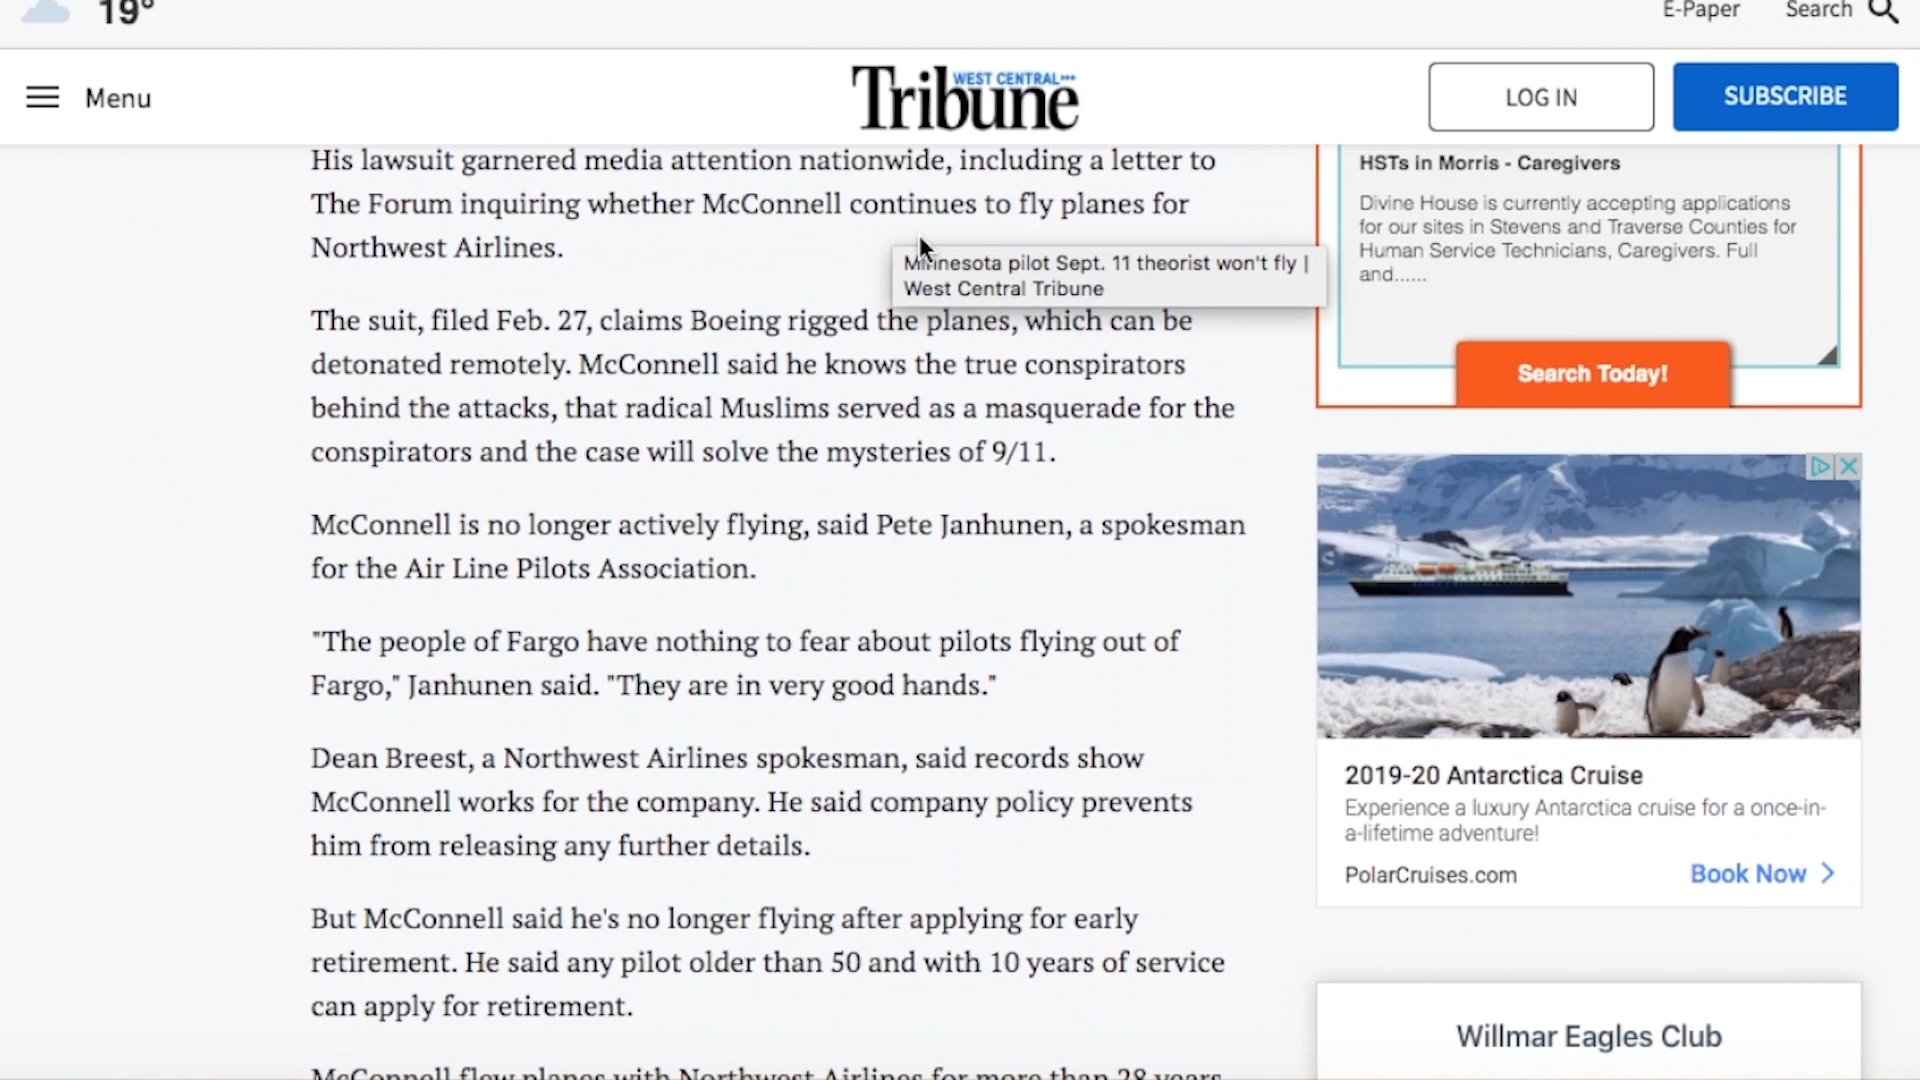 19°
E-Paper
Search
Menu
WEST CENTRAL
Tribune
LOG IN
SUBSCRIBE
His lawsuit garnered media attention nationwide, including a letter to
The Forum inquiring whether McConnell continues to fly planes for
Northwest Airlines.
Minnesota pilot Sept. 11 theorist won't fly |
West Central Tribune
The suit, filed Feb. 27, claims Boeing rigged the planes, which can be
detonated remotely. McConnell said he knows the true conspirators
behind the attacks, that radical Muslims served as a masquerade for the
conspirators and the case will solve the mysteries of 9/11.
McConnell is no longer actively flying, said Pete Janhunen, a spokesman
for the Air Line Pilots Association.
"The people of Fargo have nothing to fear about pilots flying out of
Fargo," Janhunen said. "They are in very good hands."
Dean Breest, a Northwest Airlines spokesman, said records show
McConnell works for the company. He said company policy prevents
him from releasing any further details.
But McConnell said he's no longer flying after applying for early
retirement. He said any pilot older than 50 and with 10 years of service
can apply for retirement.
McConnell flew planes with Northwest Airlines for more than 28 years
HSTs in Morris - Caregivers
Divine House is currently accepting applications
for our sites in Stevens and Traverse Counties for
Human Service Technicians, Caregivers. Full
and......
Search Today!
2019-20 Antarctica Cruise
Experience a luxury Antarctica cruise for a once-in-
a-lifetime adventure!
PolarCruises.com
Book Now
Willmar Eagles Club